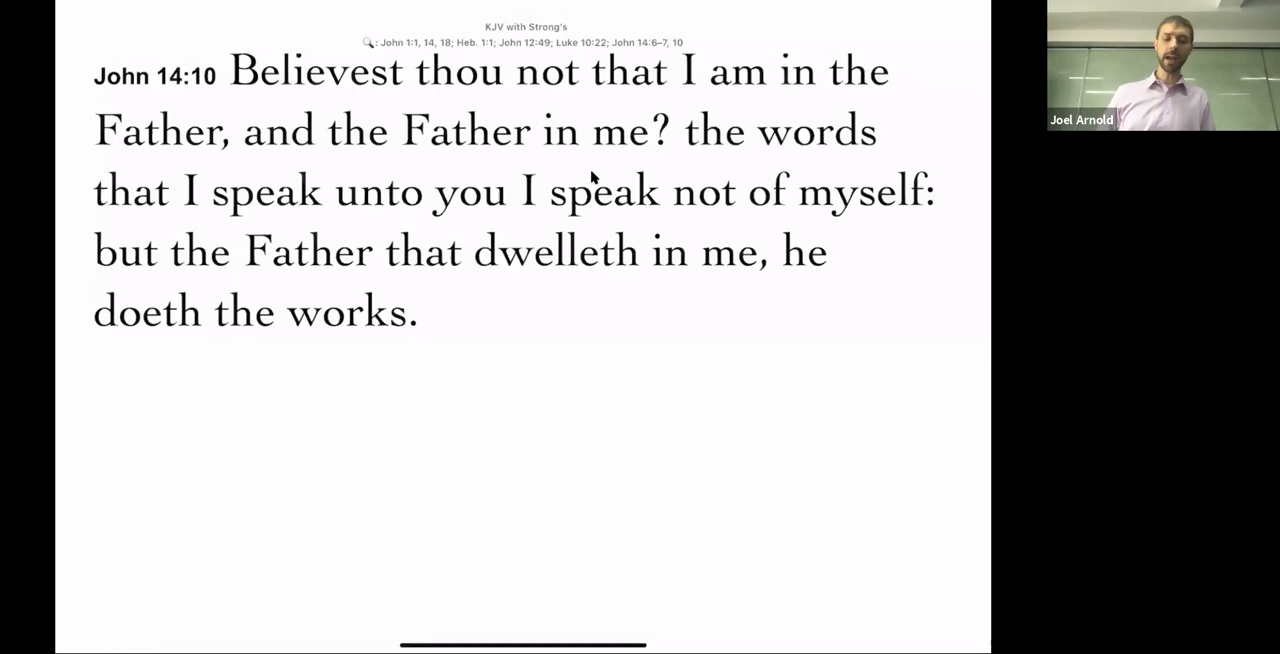 KJV with Strong's
: John 1:1, 14, 18; Heb. 1:1; John 12:49; Luke 10:22; John 14:6–7, 10
John 14:10 Believest thou not that I am in the
Father, and the Father in me? the words
that I speak unto you I speak not of myself:
but the Father that dwelleth in me, he
doeth the works.
Joel Arnold